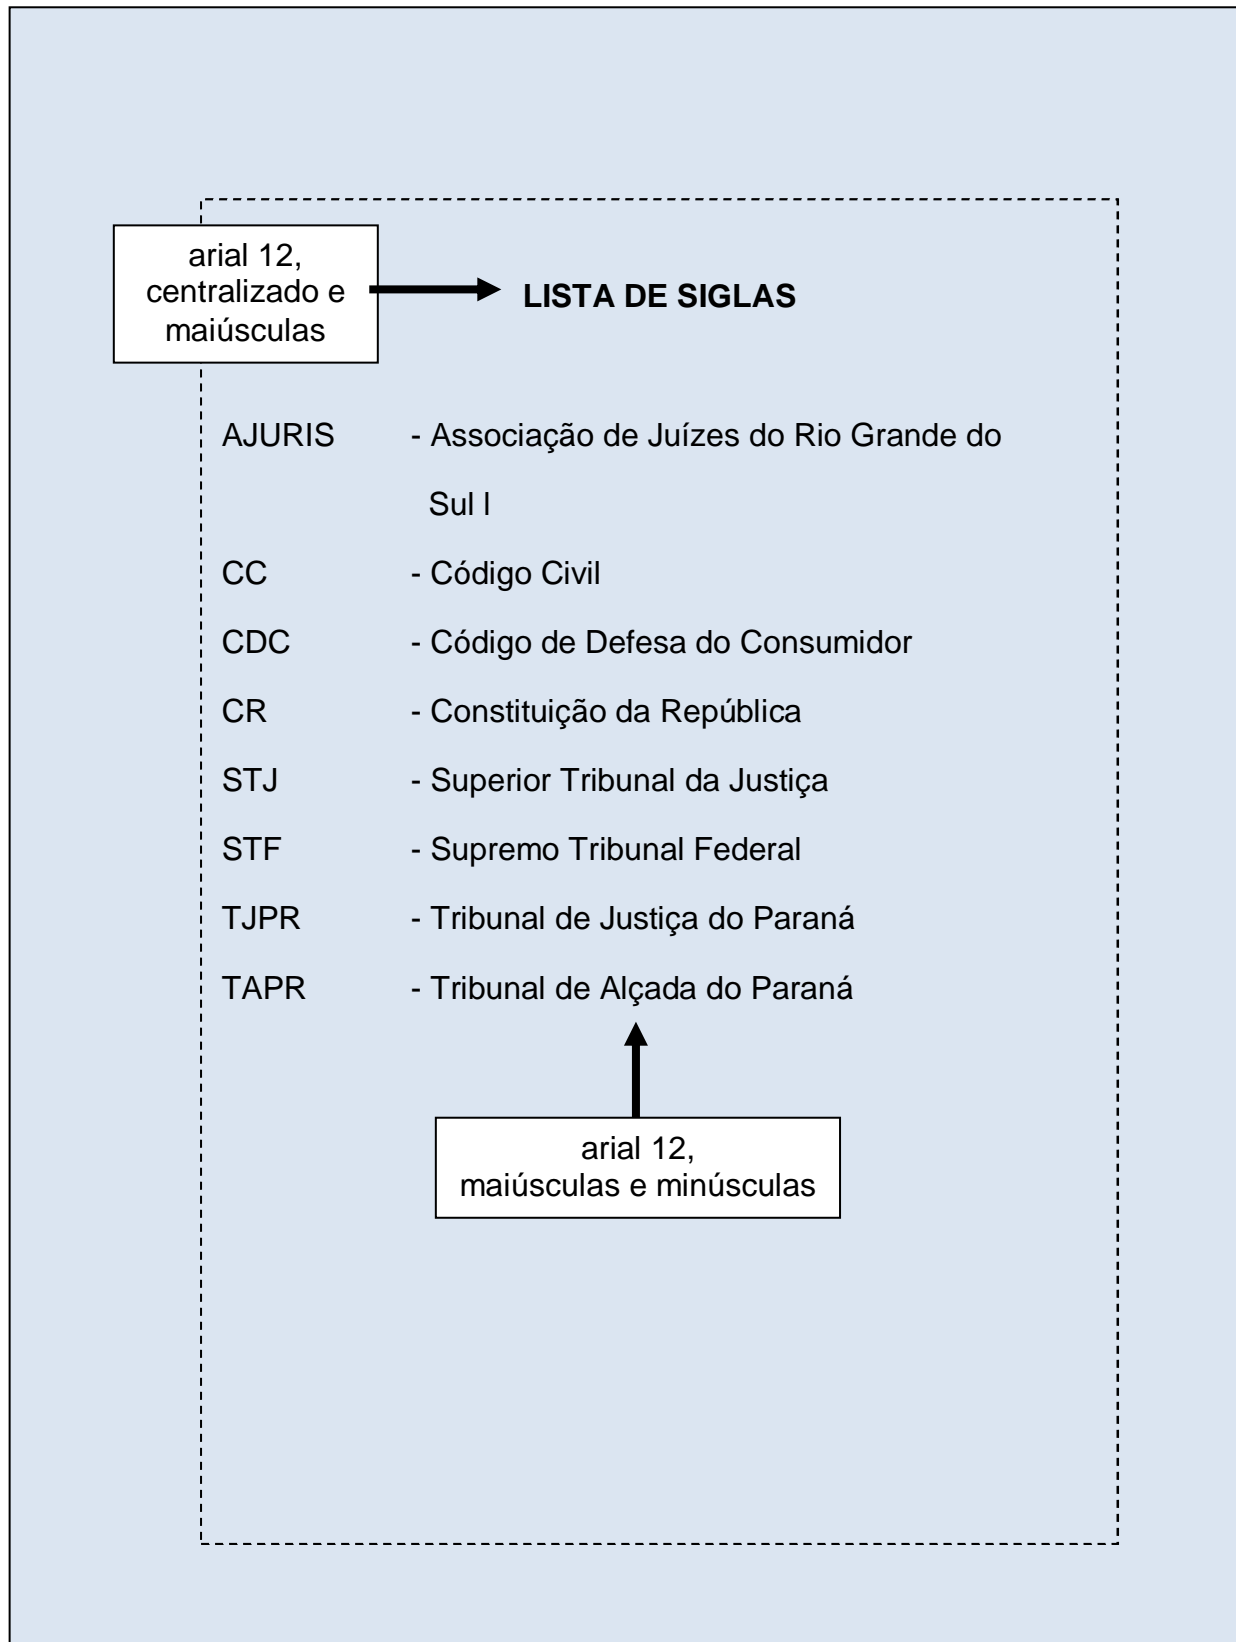 arial 12,
centralizado e
maiúsculas
LISTA DE SIGLAS
AJURIS - Associação de Juízes do Rio Grande do
Sul l
CC - Código Civil
CDC - Código de Defesa do Consumidor
CR - Constituição da República
STJ - Superior Tribunal da Justiça
STF - Supremo Tribunal Federal
TJPR - Tribunal de Justiça do Paraná
TAPR - Tribunal de Alçada do Paraná
arial 12,
maiúsculas e minúsculas